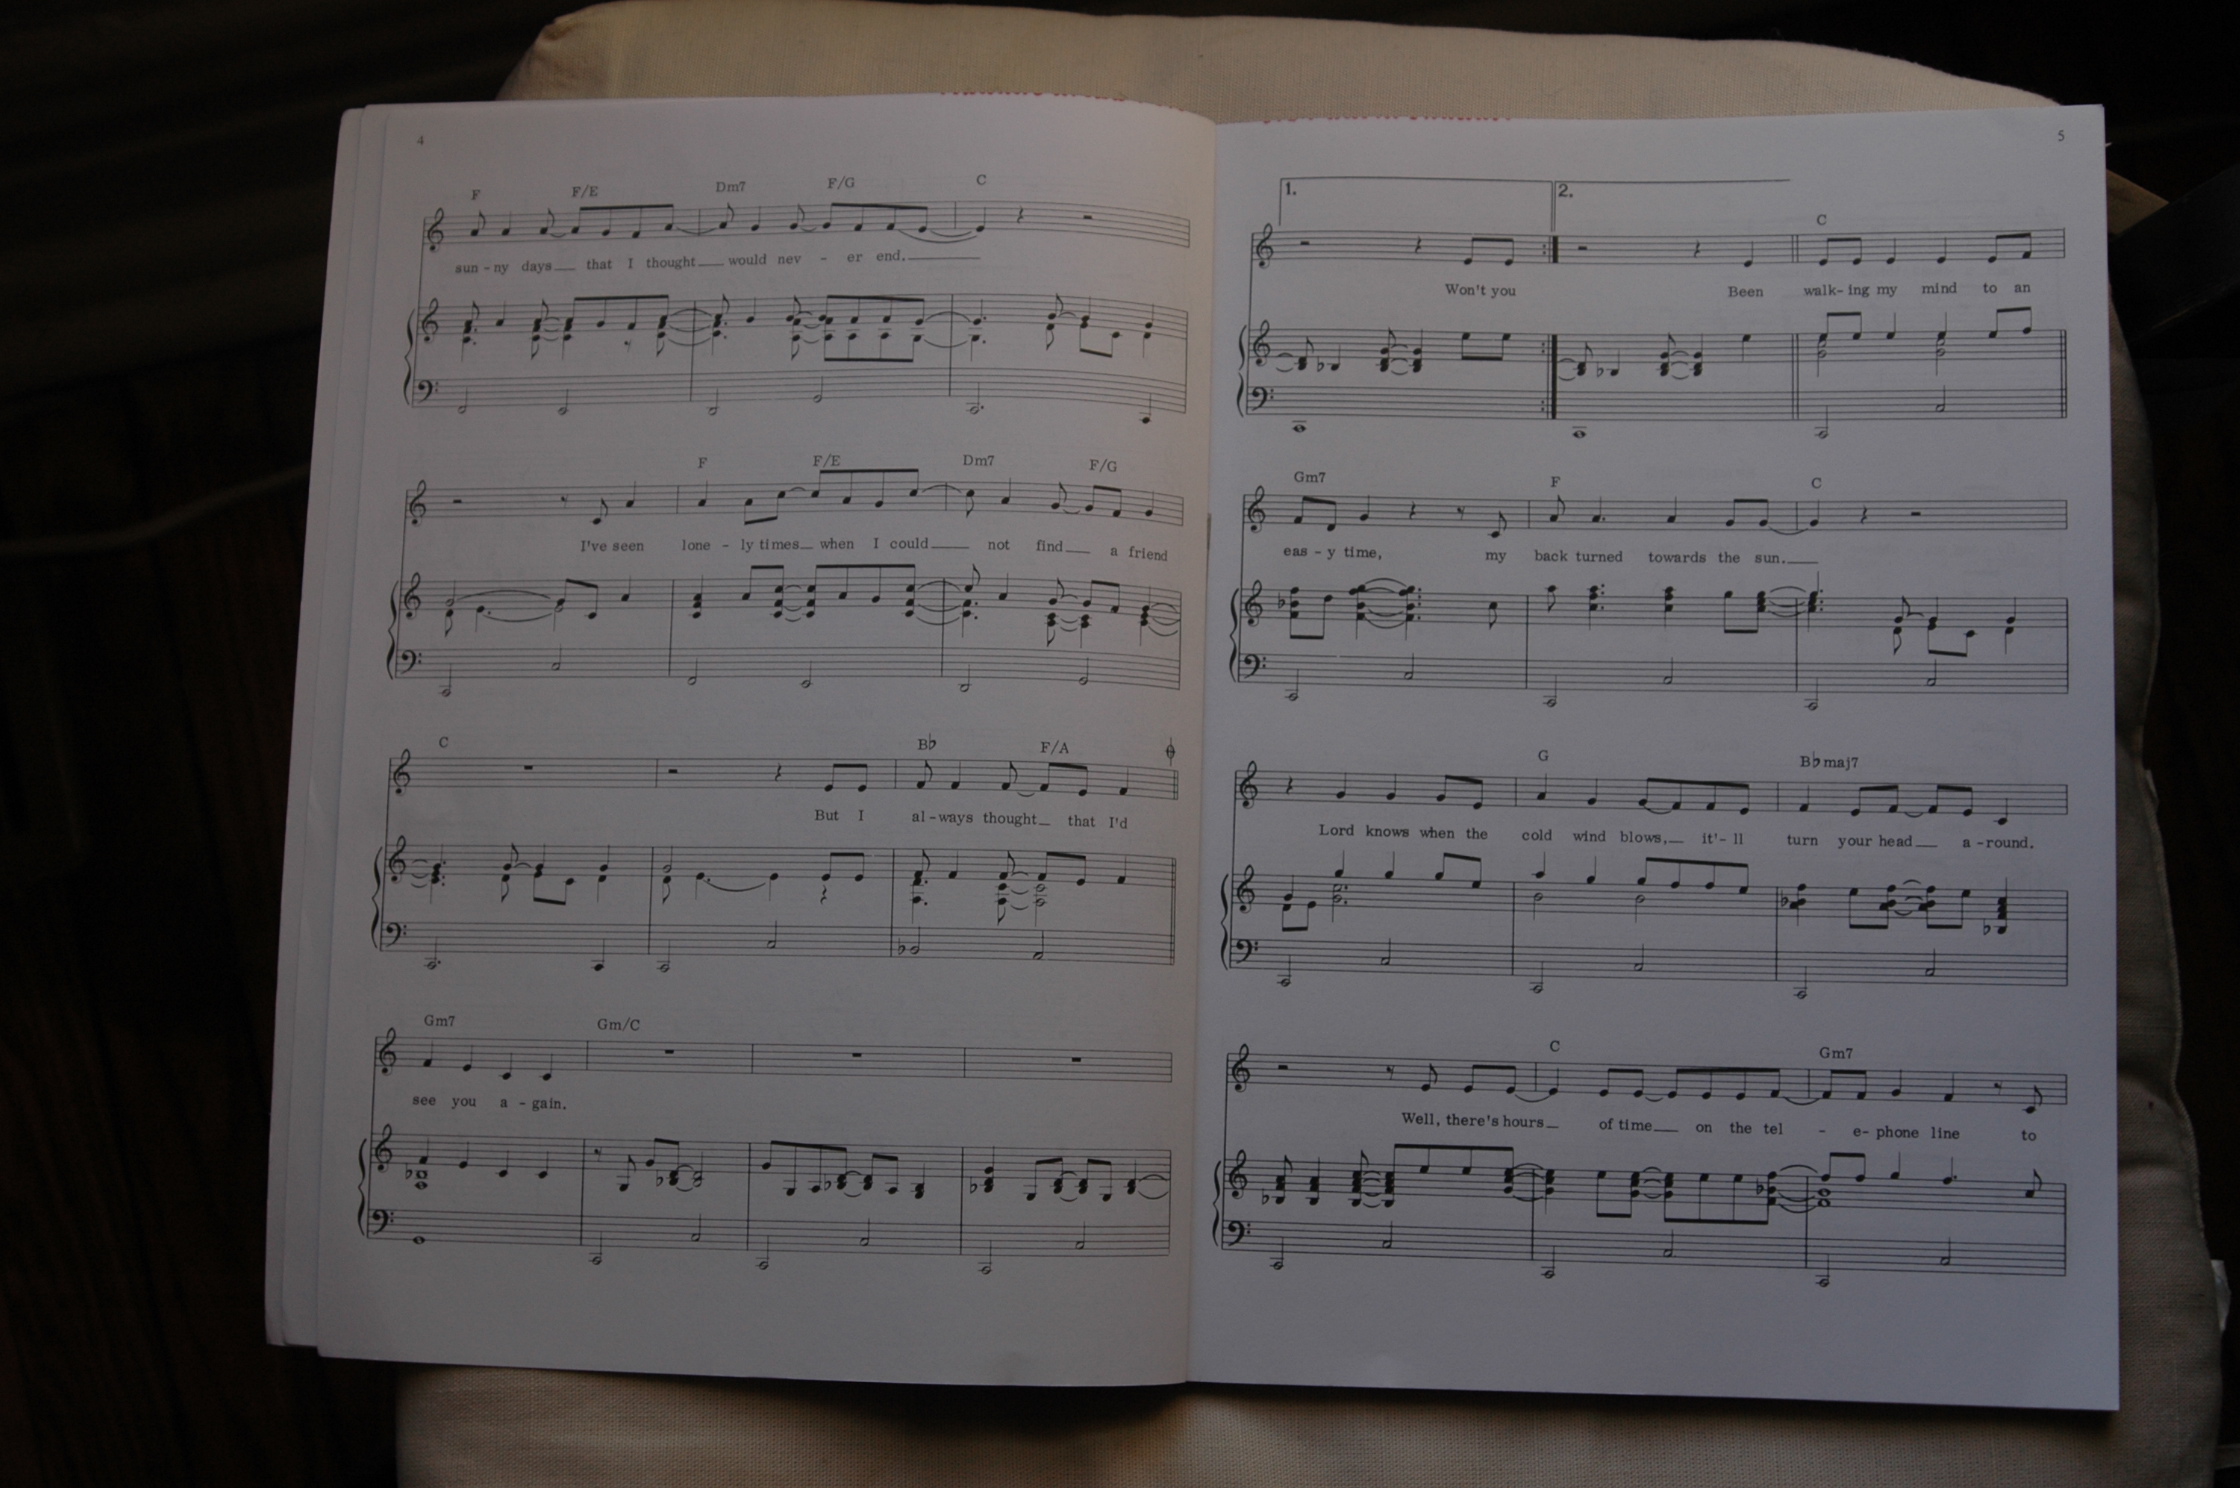 4
F F/E Dm7 F/G C
sun - ny days that I thought would nev - er end.
F F/E Dm7 F/G
I've seen lone - ly times when I could not find a friend
C B♭ F/A
But I al - ways thought that I'd
Gm7 Gm/C
see you a - gain.
5
1. 2.
C
Won't you Been walk- ing my mind to an
Gm7 F C
eas - y time, my back turned towards the sun.
G B♭maj7
Lord knows when the cold wind blows, it'- ll turn your head a - round.
C Gm7
Well, there's hours of time on the tel - e- phone line to